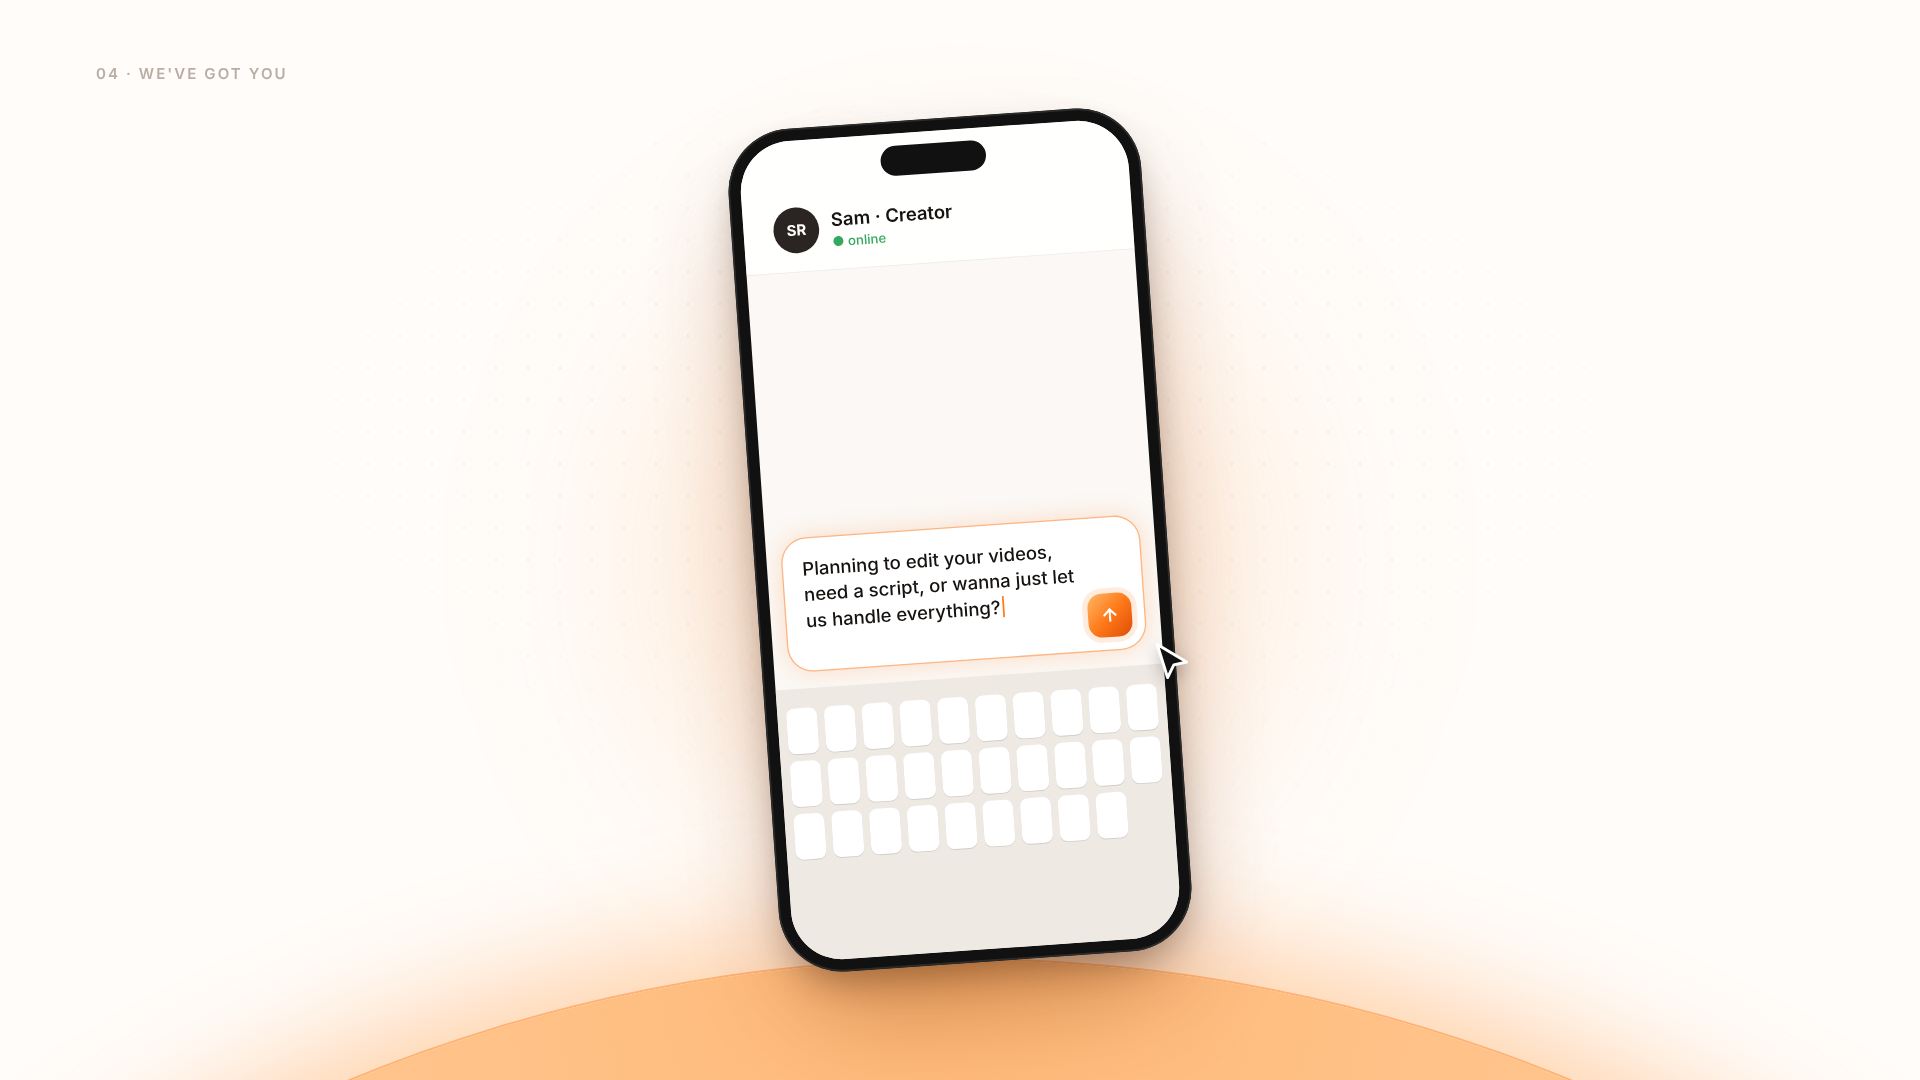 04 · WE'VE GOT YOU
SR
Sam · Creator
online
Planning to edit your videos,
need a script, or wanna just let
us handle everything?